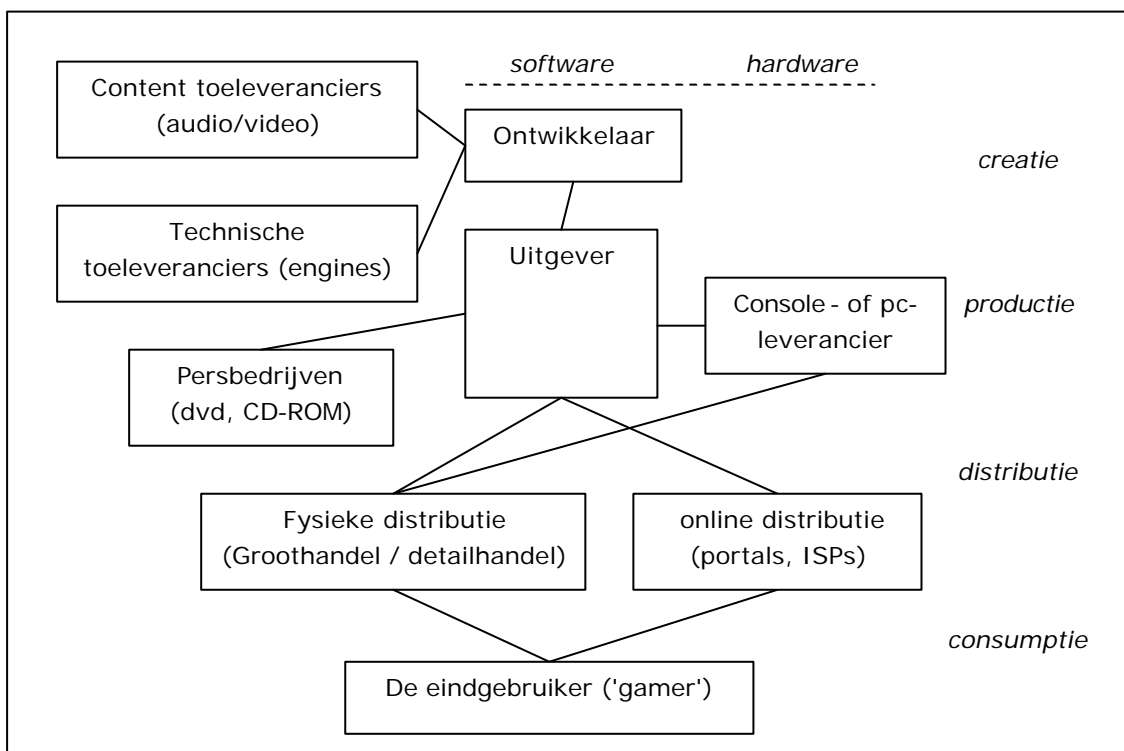 software
hardware
Content toeleveranciers
(audio/video)
Ontwikkelaar
creatie
Technische
toeleveranciers (engines)
Uitgever
Console - of pc-
leverancier
productie
Persbedrijven
(dvd, CD-ROM)
distributie
Fysieke distributie
(Groothandel / detailhandel)
online distributie
(portals, ISPs)
consumptie
De eindgebruiker ('gamer')